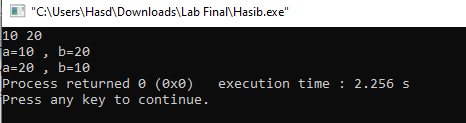 "C:\Users\Hasd\Downloads\Lab Final\Hasib.exe"
10 20
a=10 , b=20
a=20 , b=10
Process returned 0 (0x0)   execution time : 2.256 s
Press any key to continue.